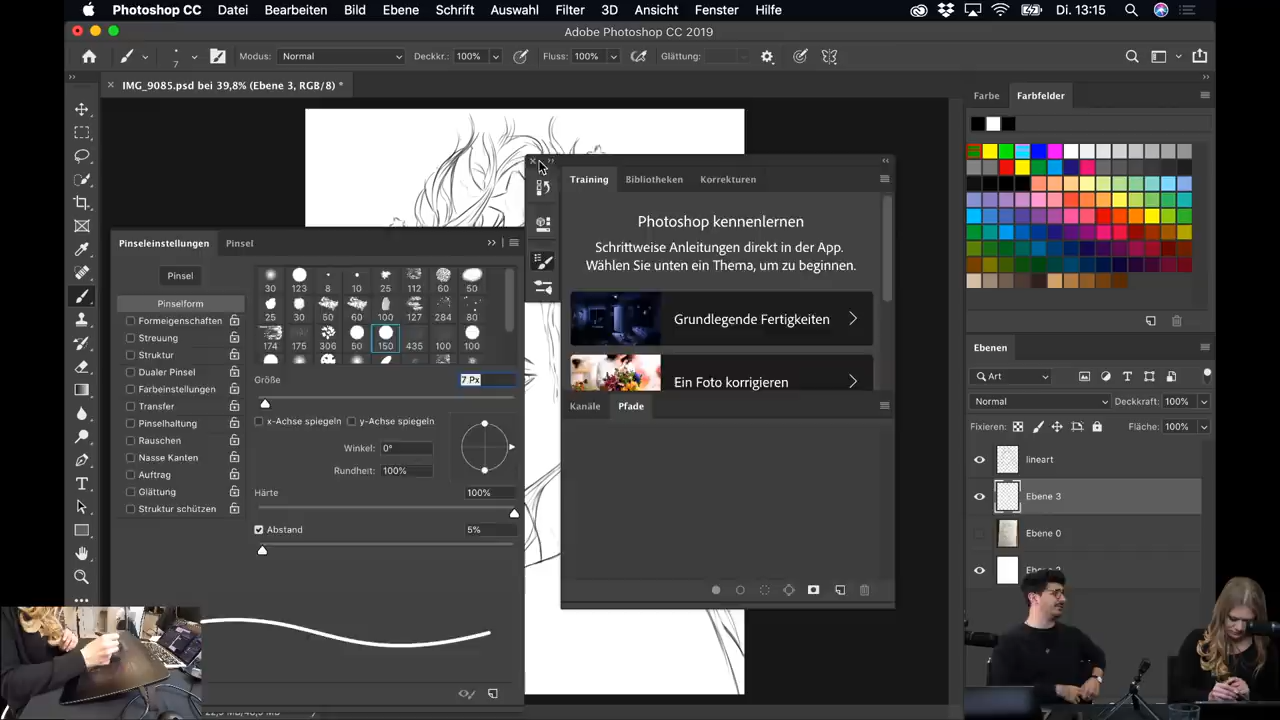 Photoshop CC Datei Bearbeiten Bild Ebene Schrift Auswahl Filter 3D Ansicht Fenster Hilfe Di. 13:15
Adobe Photoshop CC 2019
7 Modus: Normal Deckkr.: 100% Fluss: 100% Glättung:
IMG_9085.psd bei 39,8% (Ebene 3, RGB/8) *
Farbe Farbfelder
Training Bibliotheken Korrekturen
Photoshop kennenlernen
Schrittweise Anleitungen direkt in der App.
Wählen Sie unten ein Thema, um zu beginnen.
Grundlegende Fertigkeiten
Ein Foto korrigieren
Kanäle Pfade
Pinseleinstellungen Pinsel
Pinsel
Pinselform
Formeigenschaften
Streuung
Struktur
Dualer Pinsel
Farbeinstellungen
Transfer
Pinselhaltung
Rauschen
Nasse Kanten
Auftrag
Glättung
Struktur schützen
30 123 8 10 25 112 60 50
25 30 50 60 100 127 284 80
174 175 306 50 150 435 100 100
Größe 7 Px
x-Achse spiegeln y-Achse spiegeln
Winkel: 0°
Rundheit: 100%
Härte 100%
Abstand 5%
Ebenen
Art
Normal Deckkraft: 100%
Fixieren: Fläche: 100%
lineart
Ebene 3
Ebene 0